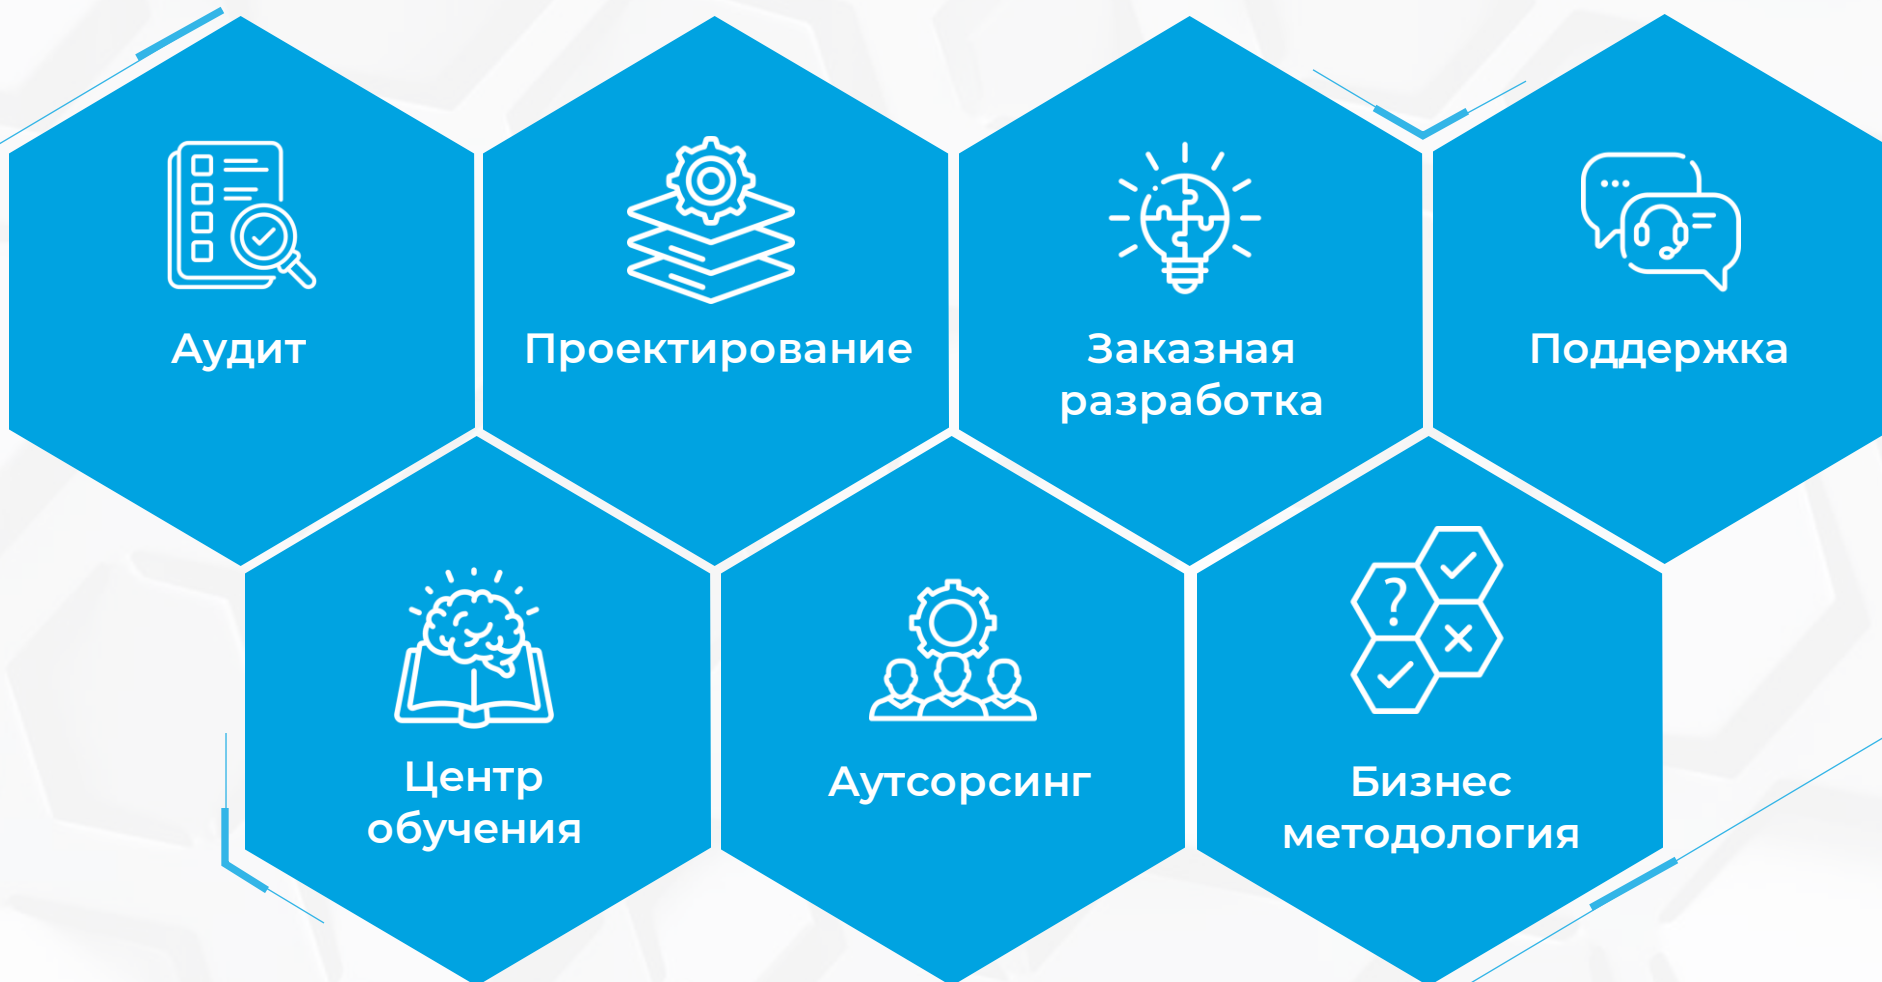 Аудит
Проектирование
Заказная
разработка
Поддержка
Центр
обучения
Аутсорсинг
Бизнес
методология